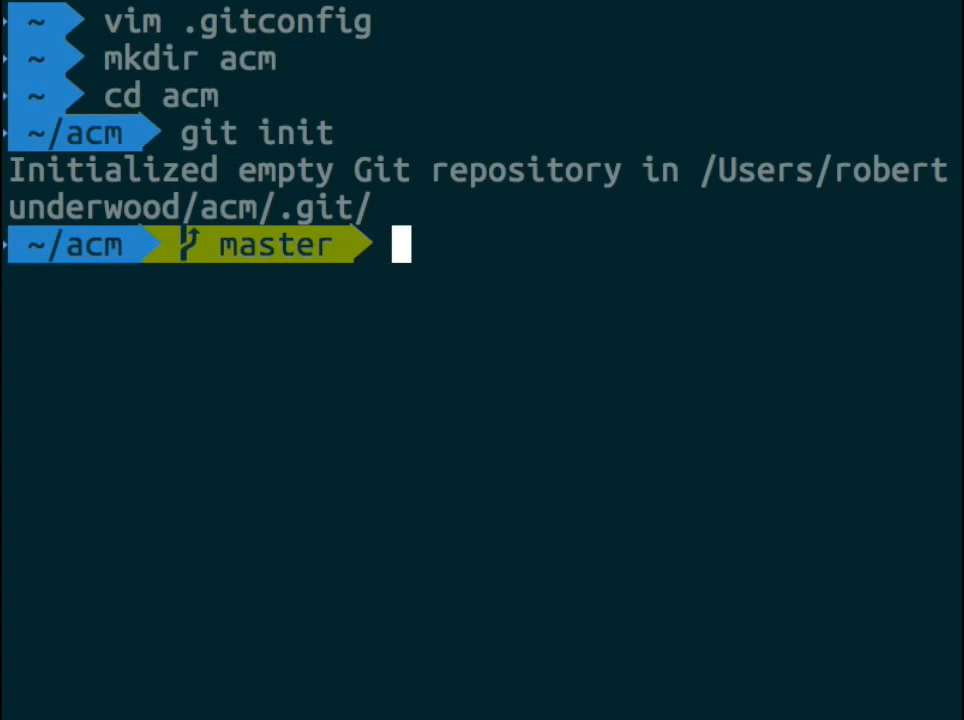 ~ vim .gitconfig
~ mkdir acm
~ cd acm
~/acm git init
Initialized empty Git repository in /Users/robert
underwood/acm/.git/
~/acm master